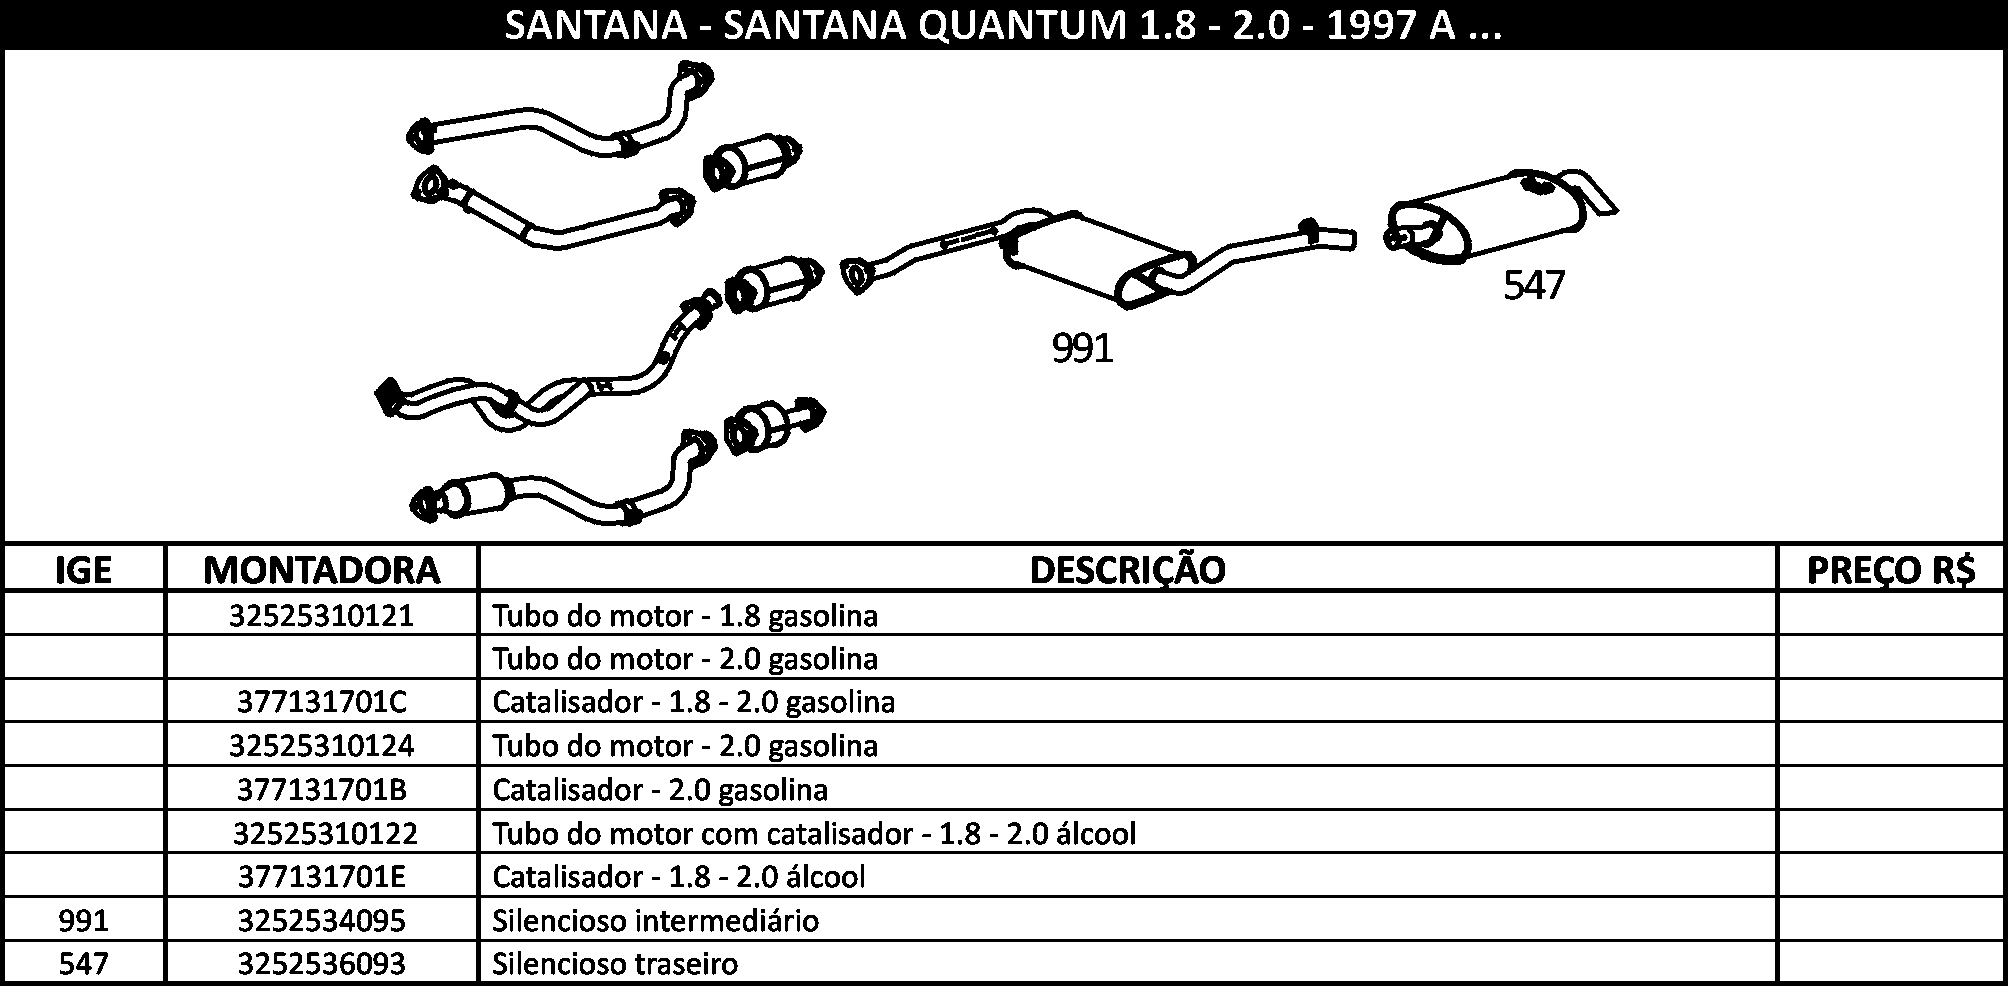 SANTANA - SANTANA QUANTUM 1.8 - 2.0 - 1997 A ...
547
991
IGE MONTADORA DESCRIÇÃO PREÇO R$
32525310121 Tubo do motor - 1.8 gasolina
Tubo do motor - 2.0 gasolina
377131701C Catalisador - 1.8 - 2.0 gasolina
32525310124 Tubo do motor - 2.0 gasolina
377131701B Catalisador - 2.0 gasolina
32525310122 Tubo do motor com catalisador - 1.8 - 2.0 álcool
377131701E Catalisador - 1.8 - 2.0 álcool
991 3252534095 Silencioso intermediário
547 3252536093 Silencioso traseiro